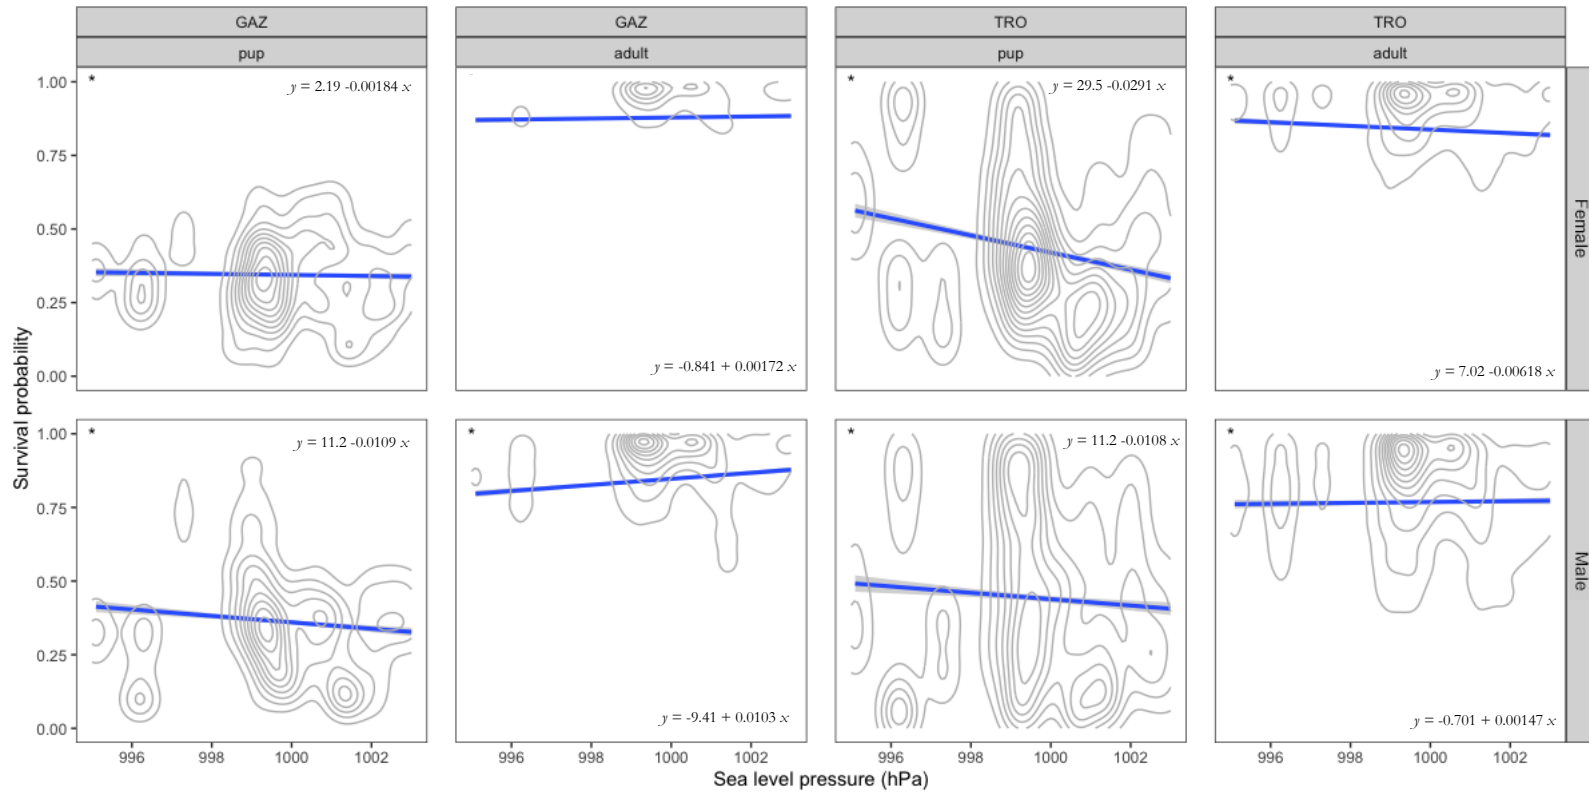 GAZ GAZ TRO TRO
pup adult pup adult
* y = 2.19 -0.00184 x
* y = 29.5 -0.0291 x
*
1.00
0.75
0.50
0.25
0.00
y = -0.841 + 0.00172 x
y = 7.02 -0.00618 x
Female
* y = 11.2 -0.0109 x
*
* y = 11.2 -0.0108 x
*
1.00
0.75
0.50
0.25
0.00
y = -9.41 + 0.0103 x
y = -0.701 + 0.00147 x
Male
Survival probability
996 998 1000 1002 996 998 1000 1002 996 998 1000 1002 996 998 1000 1002
Sea level pressure (hPa)